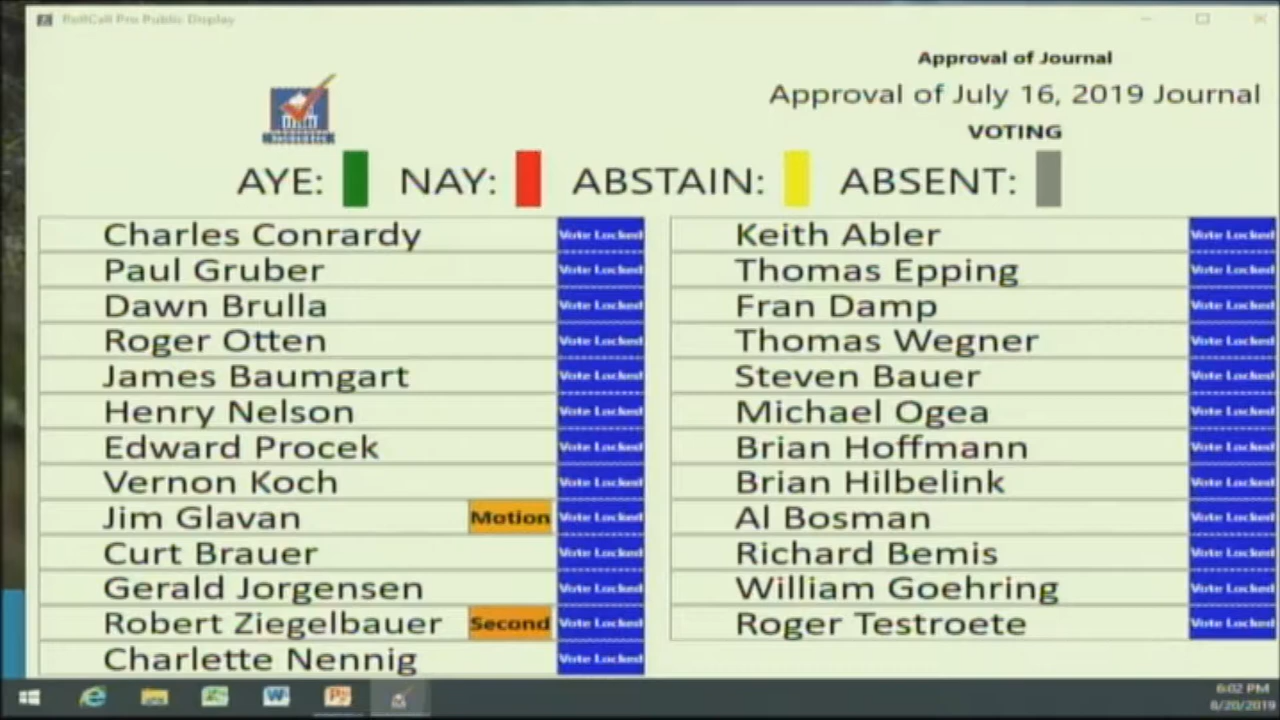 RollCall Pro Public Display
Approval of Journal
Approval of July 16, 2019 Journal
VOTING
AYE: NAY: ABSTAIN: ABSENT:
Charles Conrardy Vote Locked
Paul Gruber Vote Locked
Dawn Brulla Vote Locked
Roger Otten Vote Locked
James Baumgart Vote Locked
Henry Nelson Vote Locked
Edward Procek Vote Locked
Vernon Koch Vote Locked
Jim Glavan Motion Vote Locked
Curt Brauer Vote Locked
Gerald Jorgensen Vote Locked
Robert Ziegelbauer Second Vote Locked
Charlette Nennig Vote Locked
Keith Abler Vote Locked
Thomas Epping Vote Locked
Fran Damp Vote Locked
Thomas Wegner Vote Locked
Steven Bauer Vote Locked
Michael Ogea Vote Locked
Brian Hoffmann Vote Locked
Brian Hilbelink Vote Locked
Al Bosman Vote Locked
Richard Bemis Vote Locked
William Goehring Vote Locked
Roger Testroete Vote Locked
6:02 PM
8/20/2019